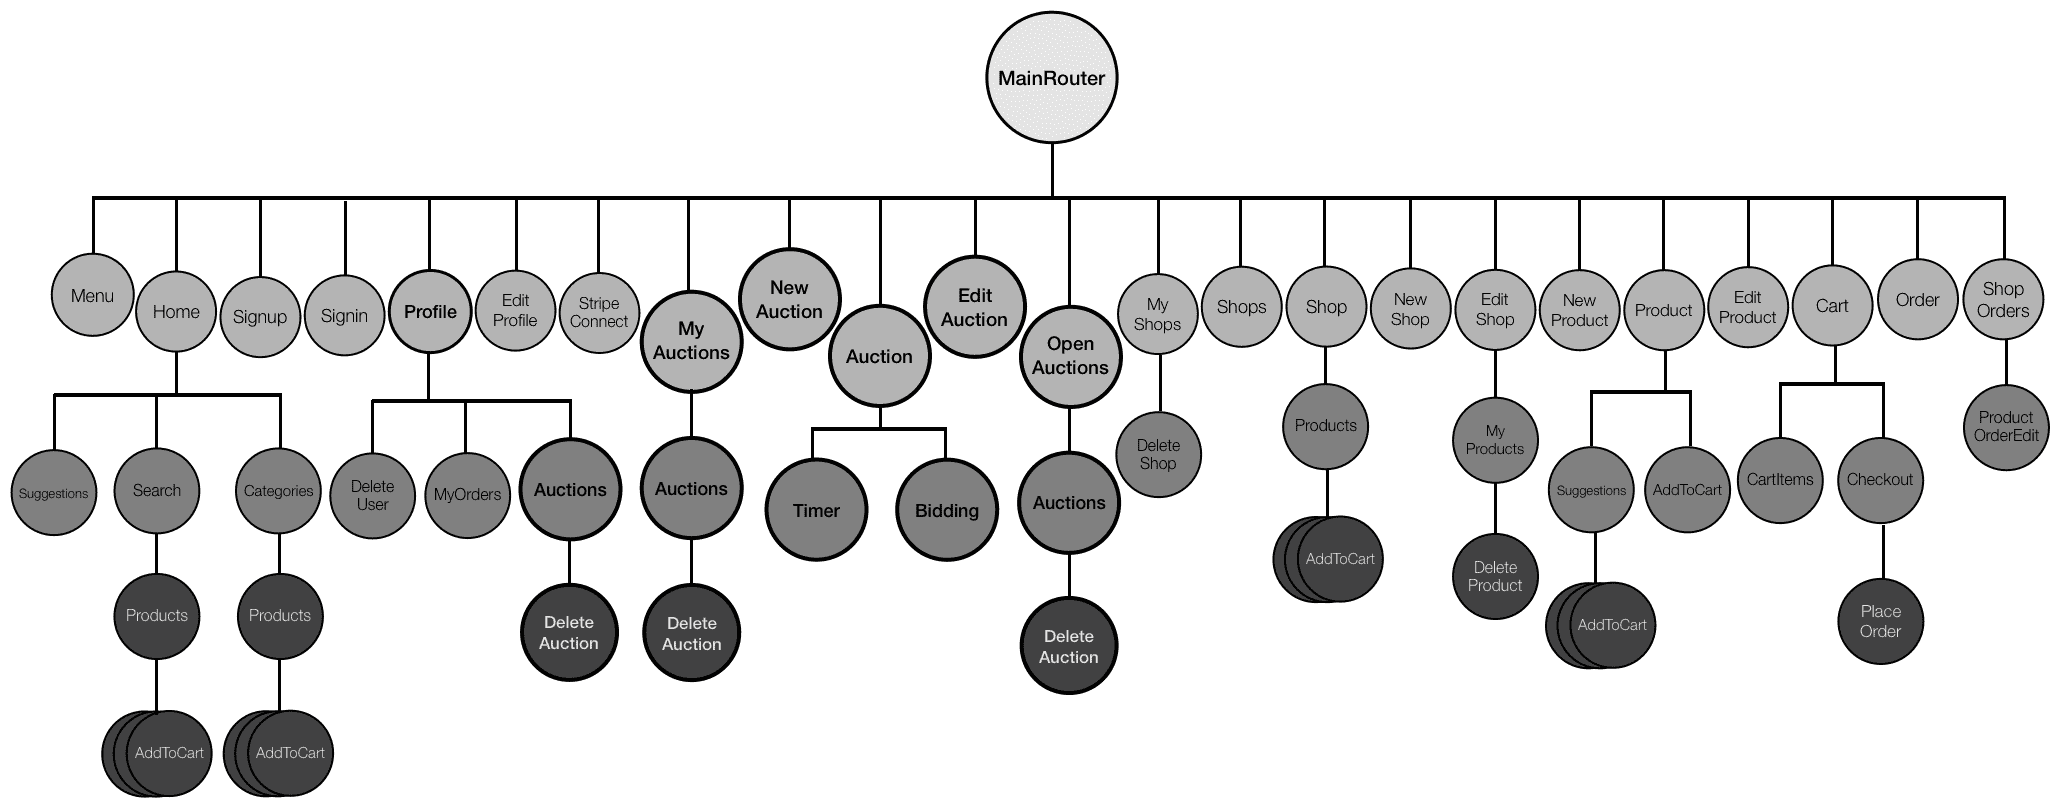 MainRouter
Menu
Home
Signup
Signin
Profile
Edit
Profile
Stripe
Connect
My
Auctions
New
Auction
Auction
Edit
Auction
Open
Auctions
My
Shops
Shops
Shop
New
Shop
Edit
Shop
New
Product
Product
Edit
Product
Cart
Order
Shop
Orders
Suggestions
Search
Categories
Delete
User
MyOrders
Auctions
Auctions
Timer
Bidding
Auctions
Delete
Shop
Products
My
Products
Suggestions
AddToCart
CartItems
Checkout
Product
OrderEdit
Products
Products
Delete
Auction
Delete
Auction
Delete
Auction
AddToCart
Delete
Product
AddToCart
Place
Order
AddToCart
AddToCart